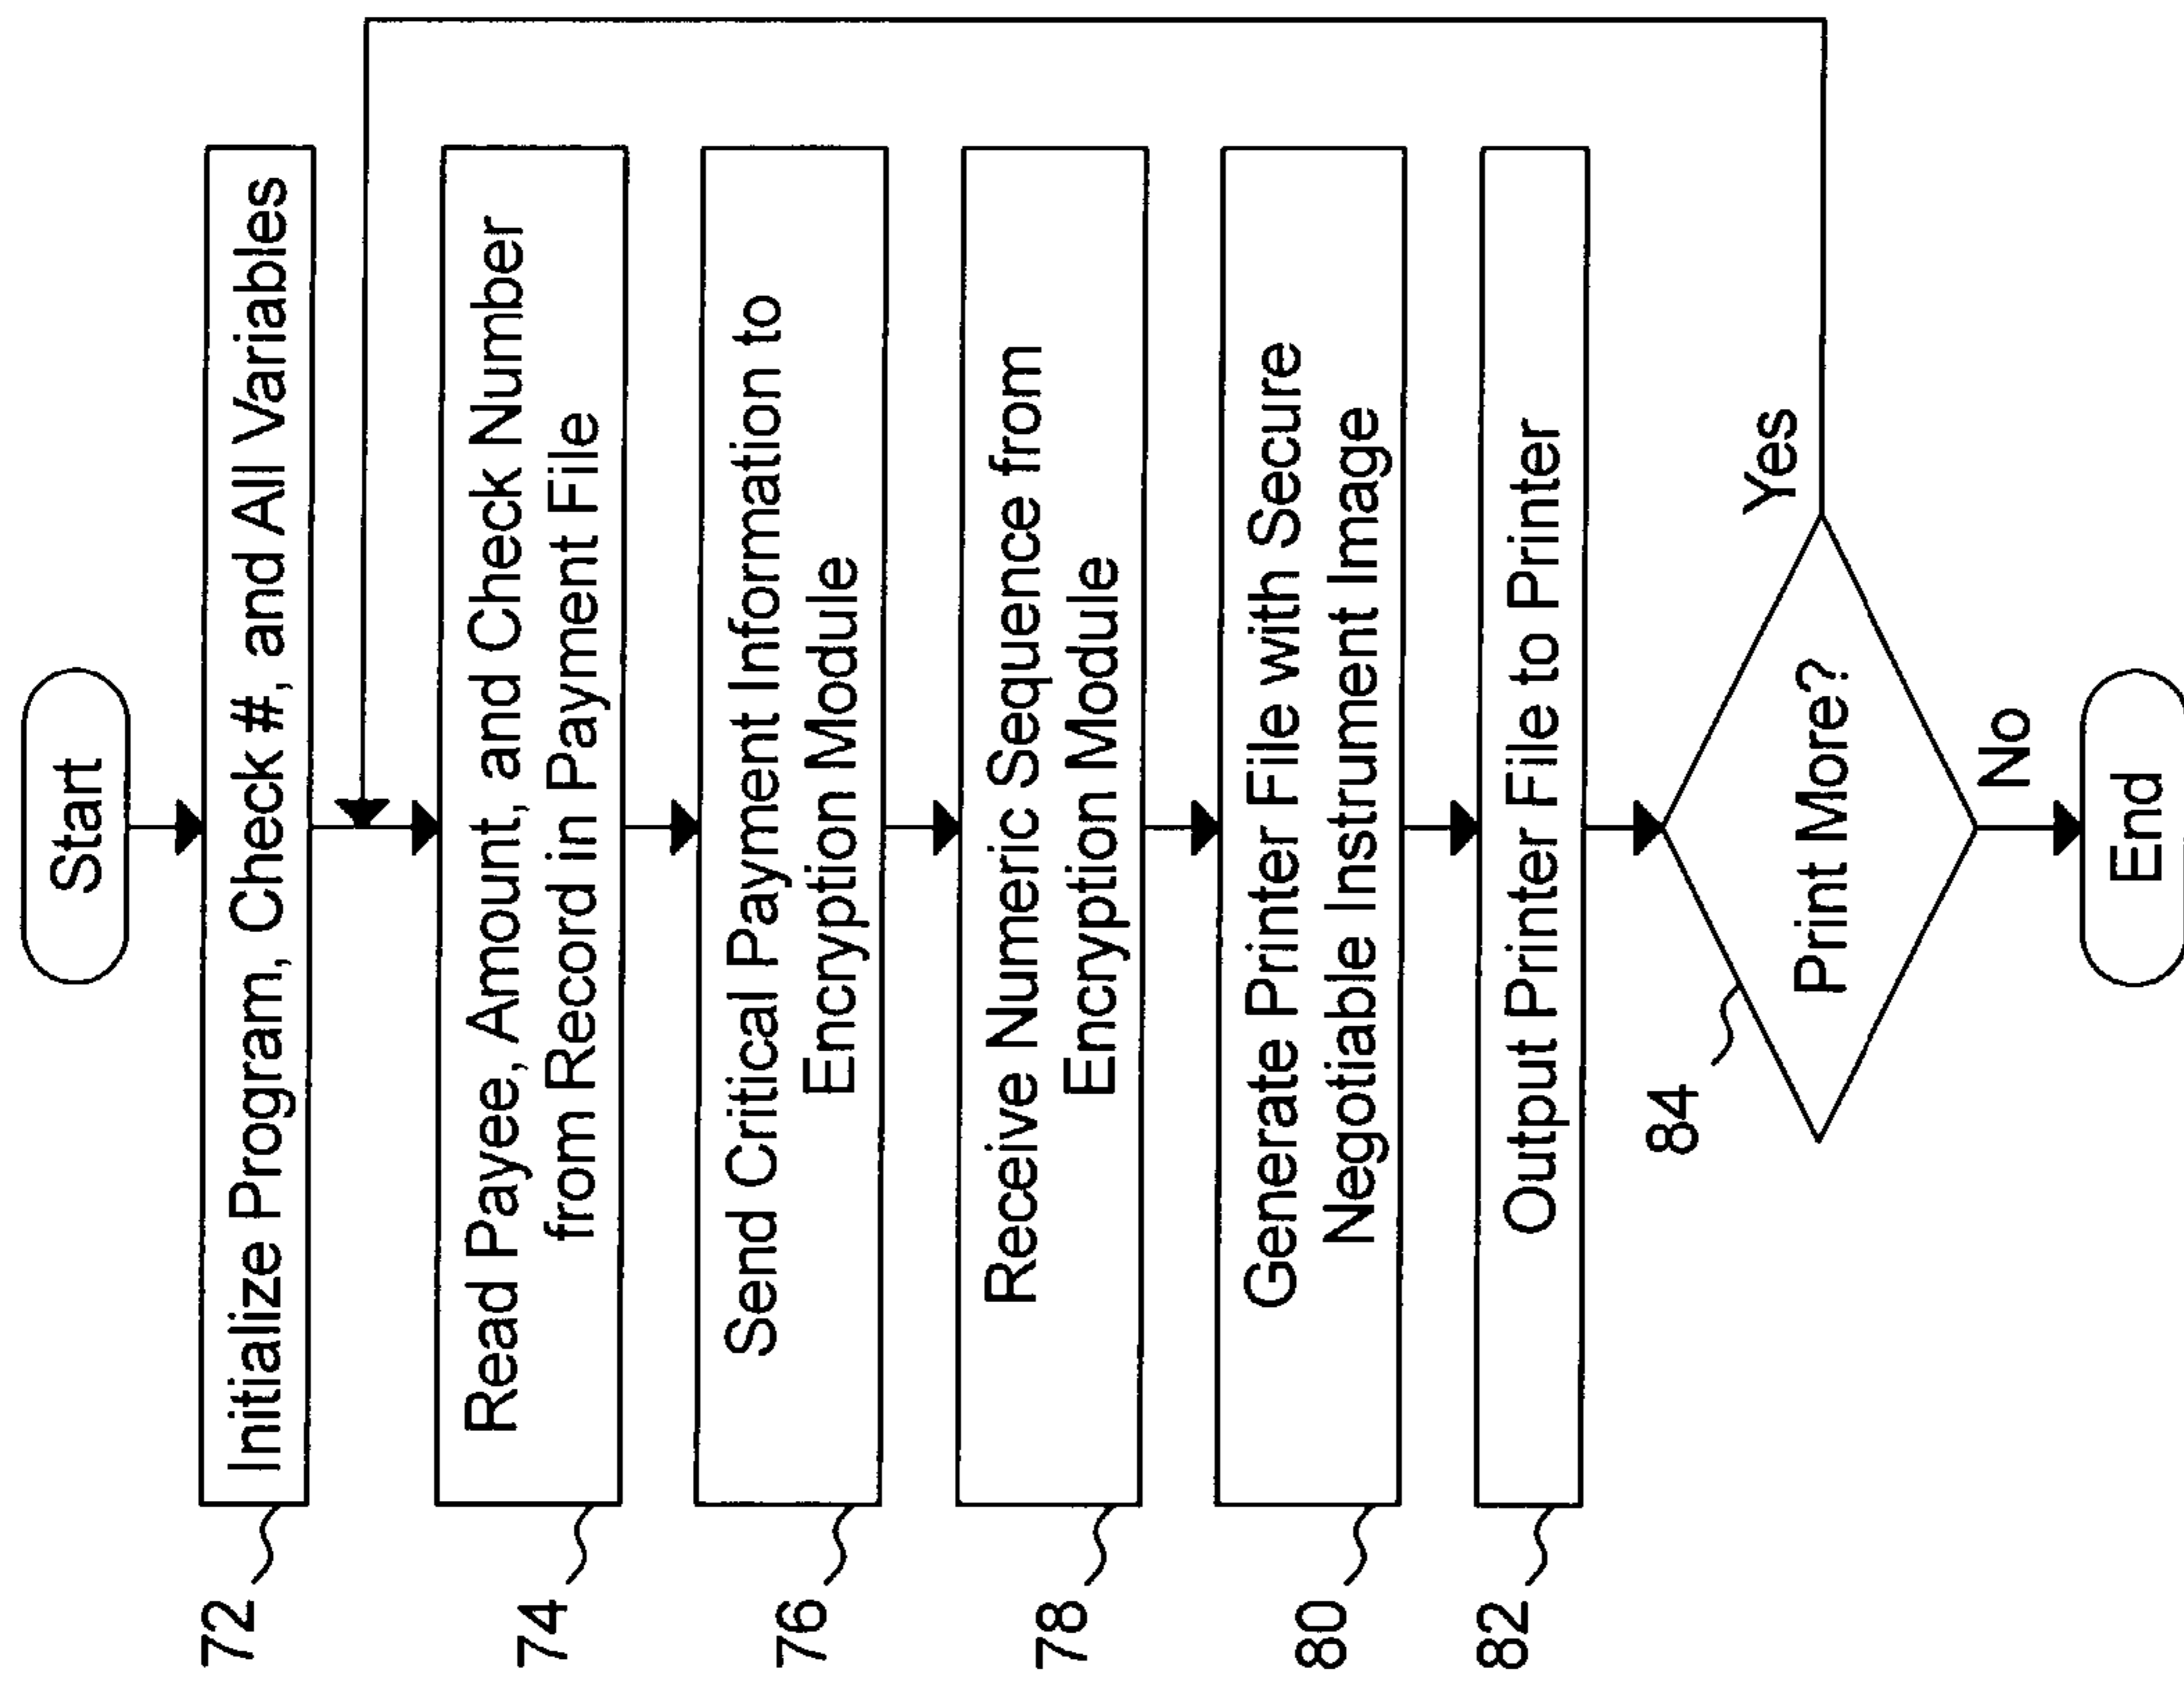 Start
72
Initialize Program, Check #, and All Variables
74
Read Payee, Amount, and Check Number
from Record in Payment File
76
Send Critical Payment Information to
Encryption Module
78
Receive Numeric Sequence from
Encryption Module
80
Generate Printer File with Secure
Negotiable Instrument Image
82
Output Printer File to Printer
84
Print More?
Yes
No
End